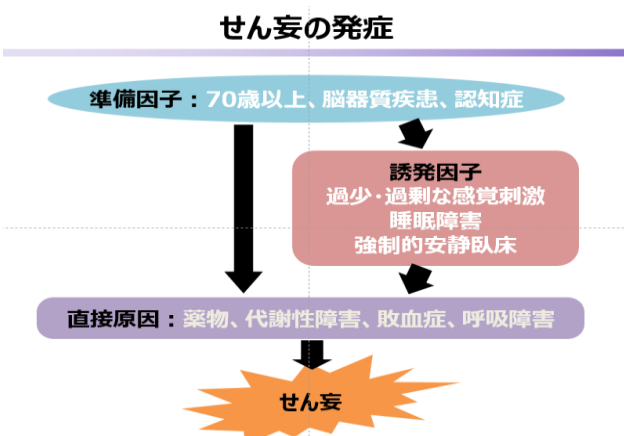 せん妄の発症
準備因子：70歳以上、脳器質疾患、認知症
誘発因子
過少・過剰な感覚刺激
睡眠障害
強制的安静臥床
直接原因：薬物、代謝性障害、敗血症、呼吸障害
せん妄